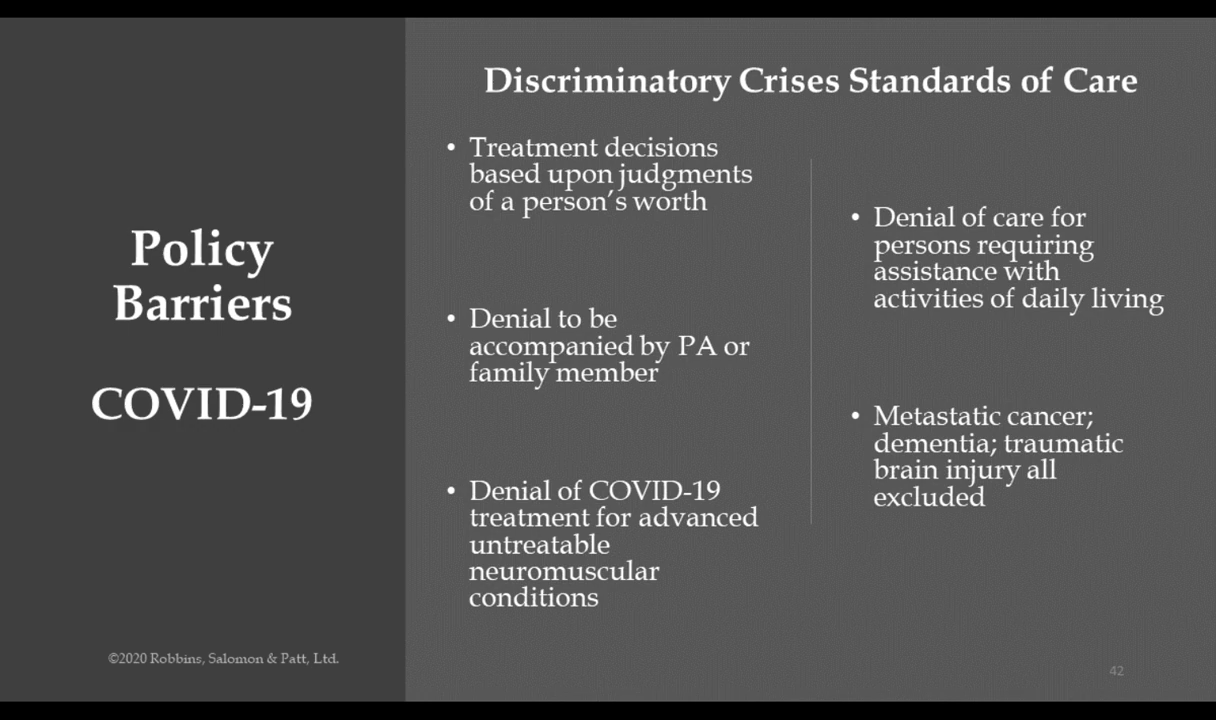 Policy
Barriers
COVID-19
©2020 Robbins, Salomon & Patt, Ltd.
Discriminatory Crises Standards of Care
• Treatment decisions
based upon judgments
of a person’s worth
• Denial to be
accompanied by PA or
family member
• Denial of COVID-19
treatment for advanced
untreatable
neuromuscular
conditions
• Denial of care for
persons requiring
assistance with
activities of daily living
• Metastatic cancer;
dementia; traumatic
brain injury all
excluded
42